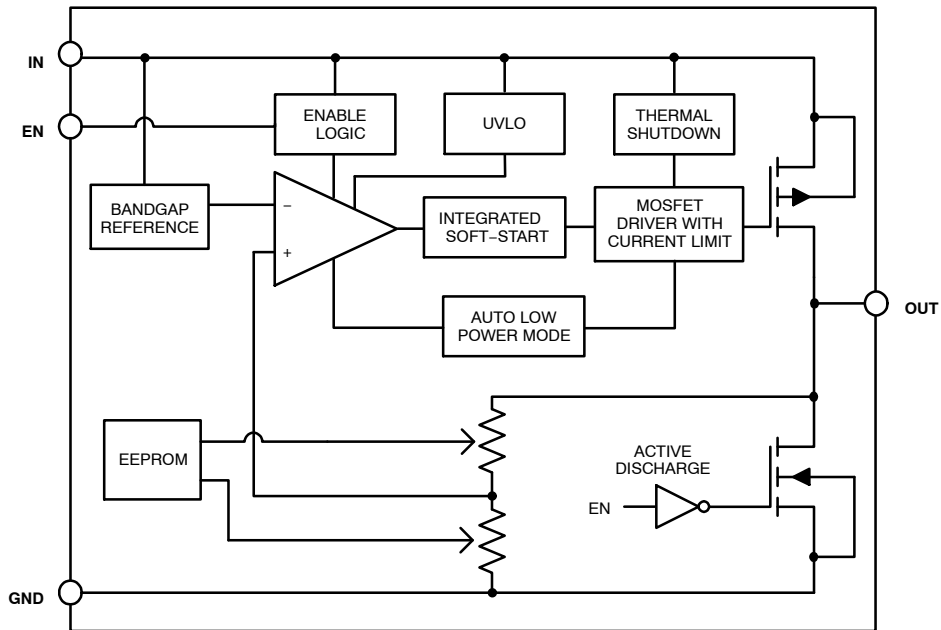 IN
EN
ENABLE
LOGIC
UVLO
THERMAL
SHUTDOWN
BANDGAP
REFERENCE
−
+
INTEGRATED
SOFT−START
MOSFET
DRIVER WITH
CURRENT LIMIT
AUTO LOW
POWER MODE
OUT
EEPROM
ACTIVE
DISCHARGE
EN
GND